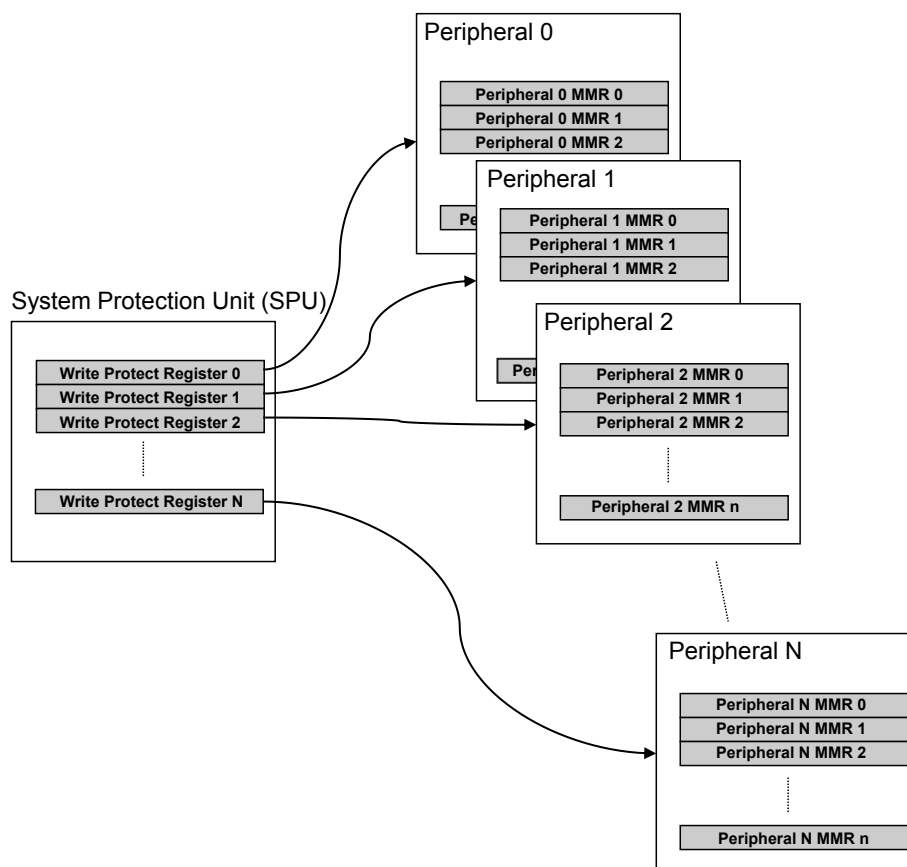 Peripheral 0
Peripheral 0 MMR 0
Peripheral 0 MMR 1
Peripheral 0 MMR 2
Peripheral 1
Peripheral 1 MMR 0
Peripheral 1 MMR 1
Peripheral 1 MMR 2
System Protection Unit (SPU)
Write Protect Register 0
Write Protect Register 1
Write Protect Register 2
Write Protect Register N
Peripheral 2
Peripheral 2 MMR 0
Peripheral 2 MMR 1
Peripheral 2 MMR 2
Peripheral 2 MMR n
Peripheral N
Peripheral N MMR 0
Peripheral N MMR 1
Peripheral N MMR 2
Peripheral N MMR n